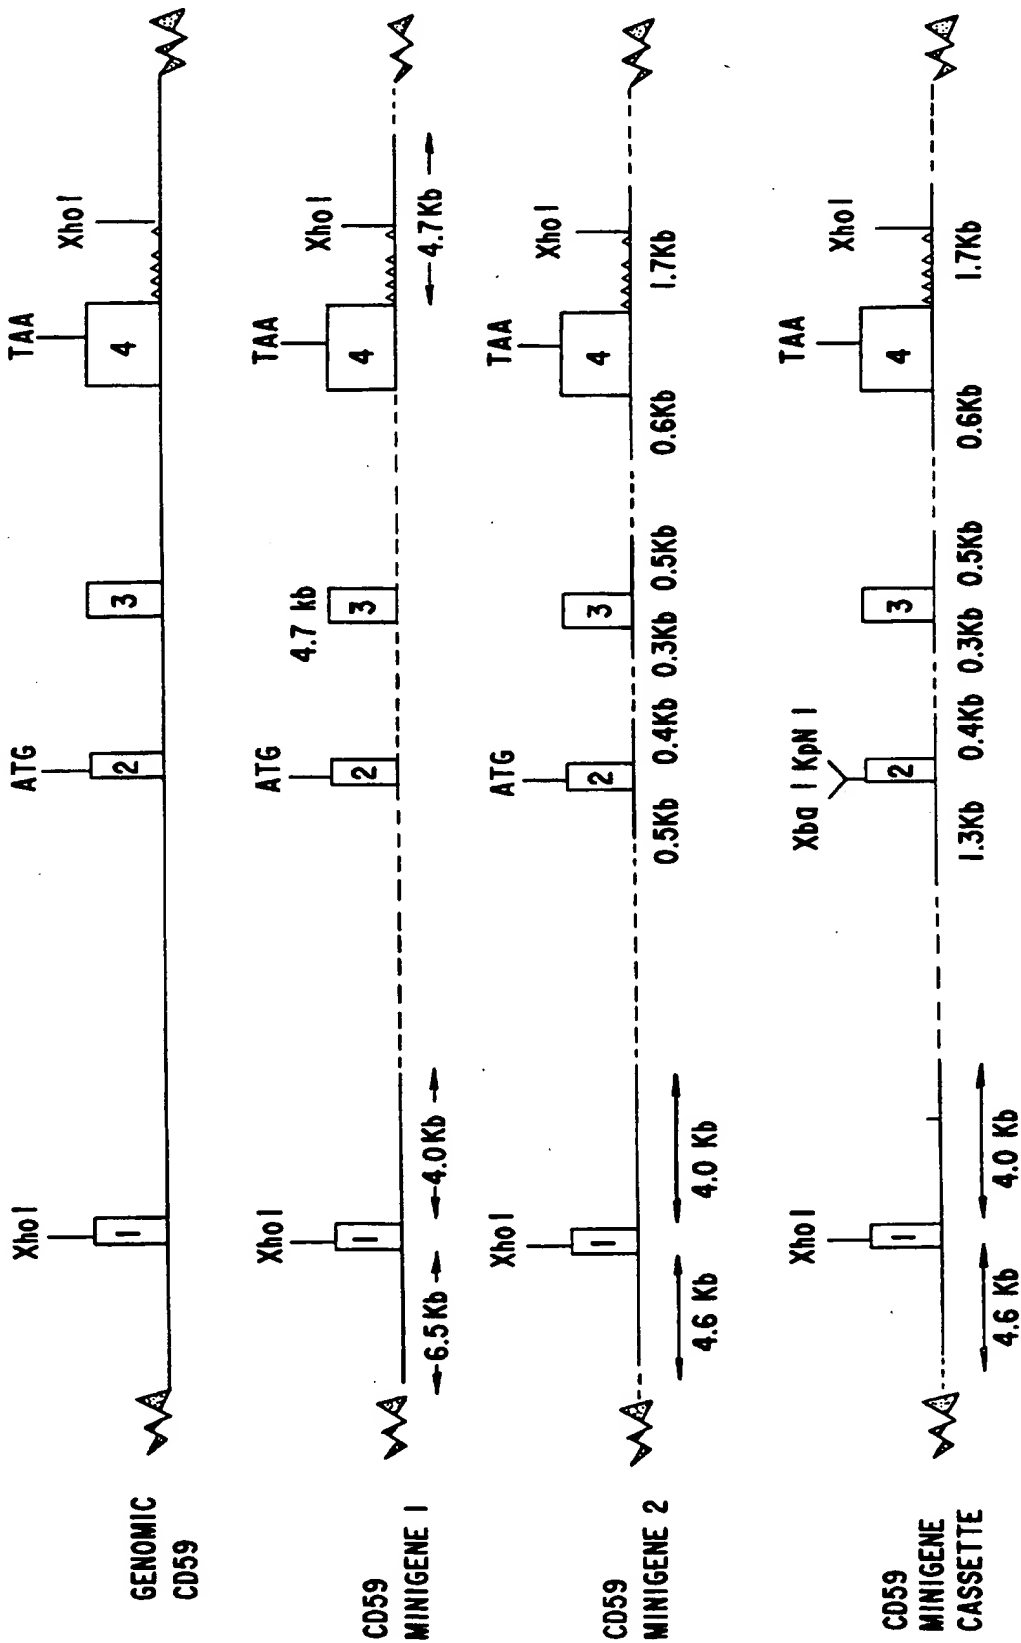 GENOMIC
CD59
XhoI
1
ATG
2
3
TAA
4
XhoI
CD59
MINIGENE 1
XhoI
1
6.5Kb
4.0Kb
ATG
2
4.7 kb
3
TAA
4
XhoI
4.7Kb
CD59
MINIGENE 2
XhoI
1
4.6 Kb
4.0 Kb
ATG
2
0.5Kb
0.4Kb
3
0.3Kb
0.5Kb
TAA
4
0.6Kb
XhoI
1.7Kb
CD59
MINIGENE
CASSETTE
XhoI
1
4.6 Kb
4.0 Kb
Xba I KpN I
2
1.3Kb
0.4Kb
3
0.3Kb
0.5Kb
TAA
4
0.6Kb
XhoI
1.7Kb